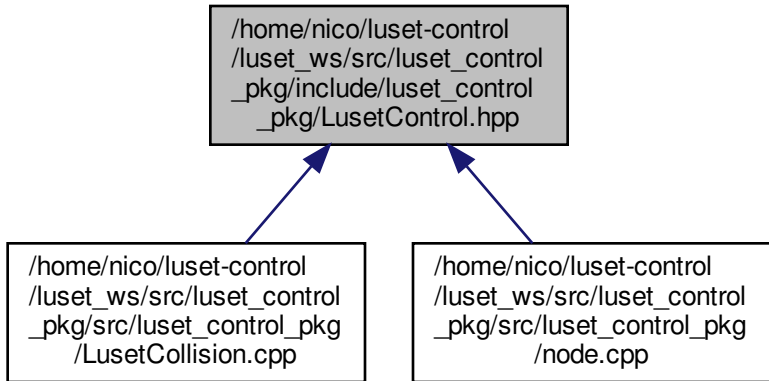 /home/nico/luset-control
/luset_ws/src/luset_control
_pkg/include/luset_control
_pkg/LusetControl.hpp
/home/nico/luset-control
/luset_ws/src/luset_control
_pkg/src/luset_control_pkg
/LusetCollision.cpp
/home/nico/luset-control
/luset_ws/src/luset_control
_pkg/src/luset_control_pkg
/node.cpp